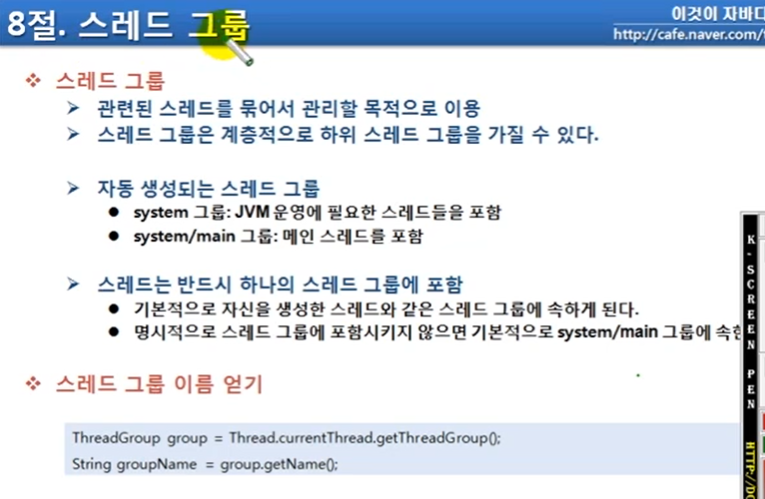 8절. 스레드 그룹
이것이 자바다
http://cafe.naver.com/
❖ 스레드 그룹
➢ 관련된 스레드를 묶어서 관리할 목적으로 이용
➢ 스레드 그룹은 계층적으로 하위 스레드 그룹을 가질 수 있다.
➢ 자동 생성되는 스레드 그룹
● system 그룹: JVM 운영에 필요한 스레드들을 포함
● system/main 그룹: 메인 스레드를 포함
➢ 스레드는 반드시 하나의 스레드 그룹에 포함
● 기본적으로 자신을 생성한 스레드와 같은 스레드 그룹에 속하게 된다.
● 명시적으로 스레드 그룹에 포함시키지 않으면 기본적으로 system/main 그룹에 속한
❖ 스레드 그룹 이름 얻기
ThreadGroup group = Thread.currentThread.getThreadGroup();
String groupName = group.getName();
K-SCREEN PEN
HTTP:/